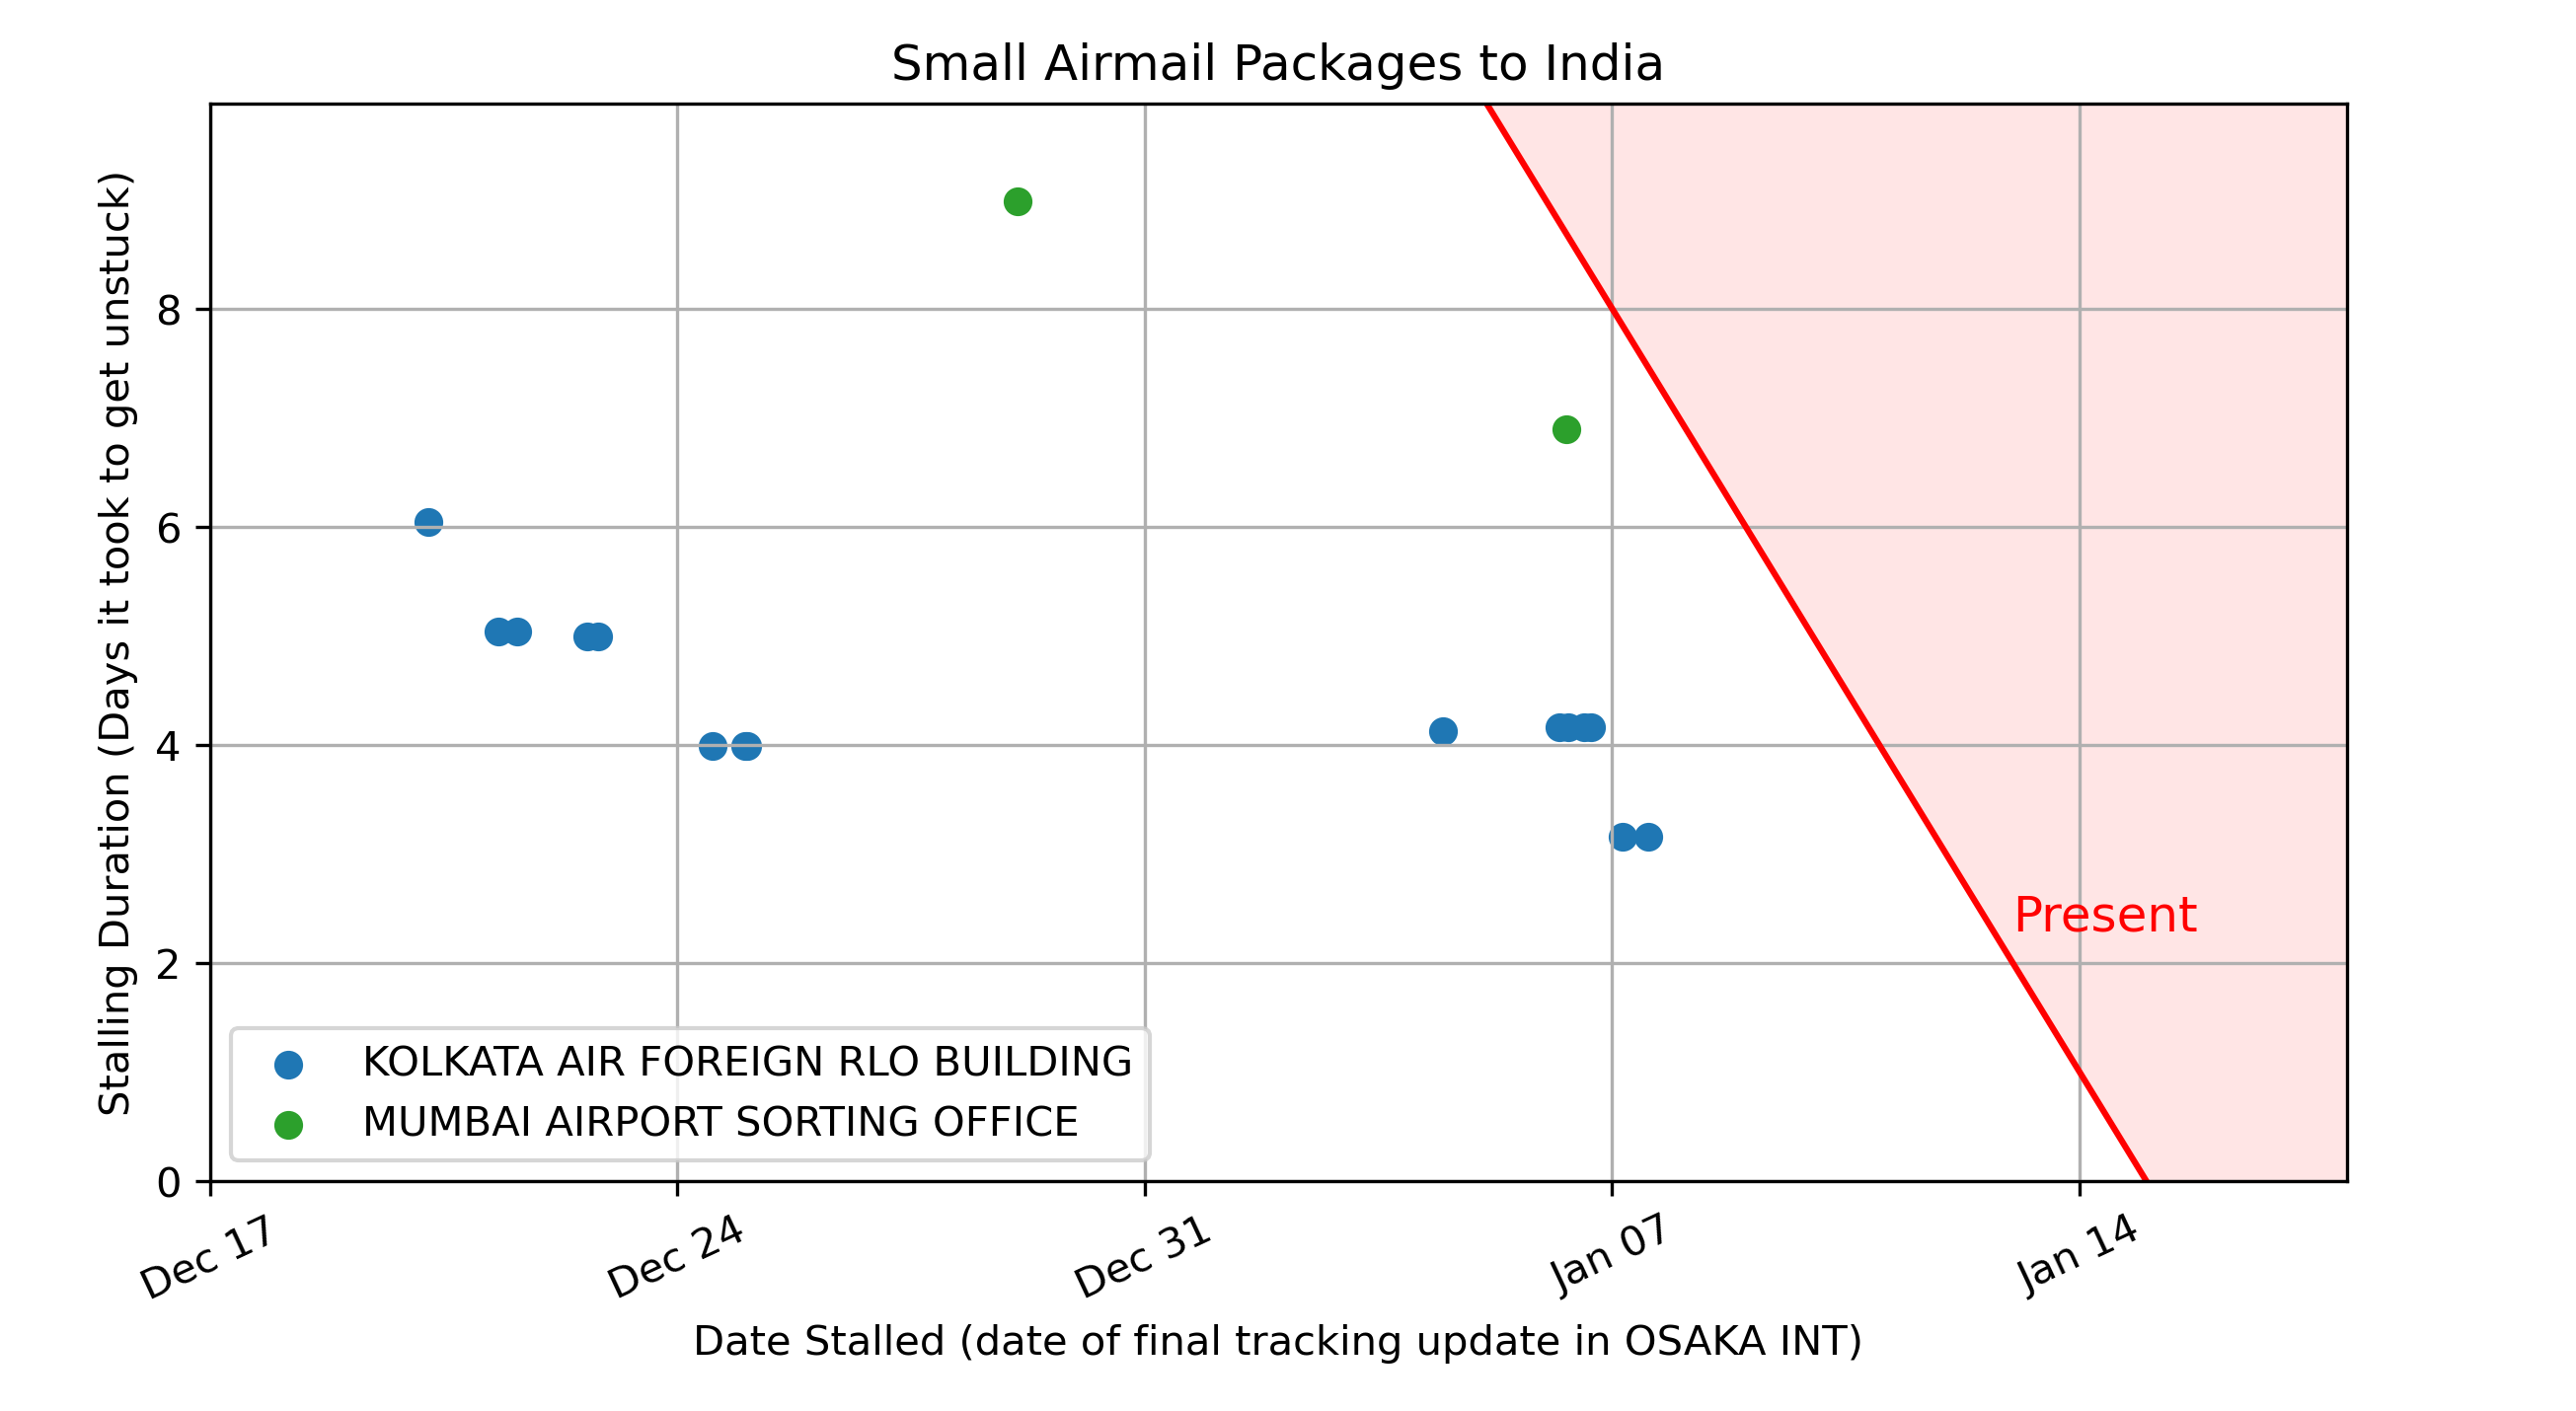 Small Airmail Packages to India
Stalling Duration (Days it took to get unstuck)
8
6
4
2
0
Present
KOLKATA AIR FOREIGN RLO BUILDING
MUMBAI AIRPORT SORTING OFFICE
Dec 17
Dec 24
Dec 31
Jan 07
Jan 14
Date Stalled (date of final tracking update in OSAKA INT)